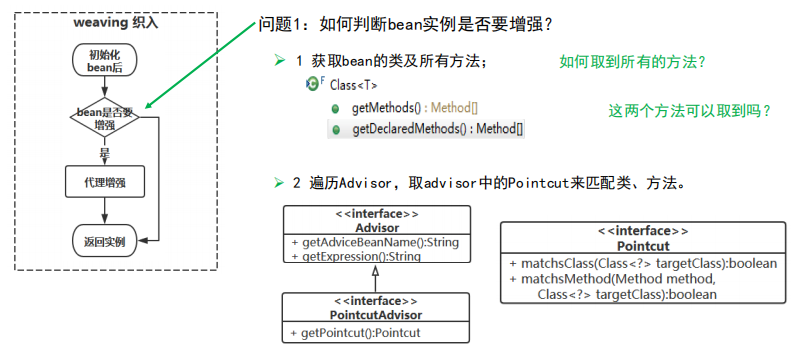 weaving 织入
初始化
bean后
bean是否要
增强
是
代理增强
返回实例
问题1：如何判断bean实例是否要增强？
1 获取bean的类及所有方法；
如何取到所有的方法？
C F Class<T>
getMethods() : Method[]
getDeclaredMethods() : Method[]
这两个方法可以取到吗？
2 遍历Advisor，取advisor中的Pointcut来匹配类、方法。
<<interface>>
Advisor
+ getAdviceBeanName():String
+ getExpression():String
<<interface>>
PointcutAdvisor
+ getPointcut():Pointcut
<<interface>>
Pointcut
+ matchsClass(Class<?> targetClass):boolean
+ matchsMethod(Method method,
Class<?> targetClass):boolean